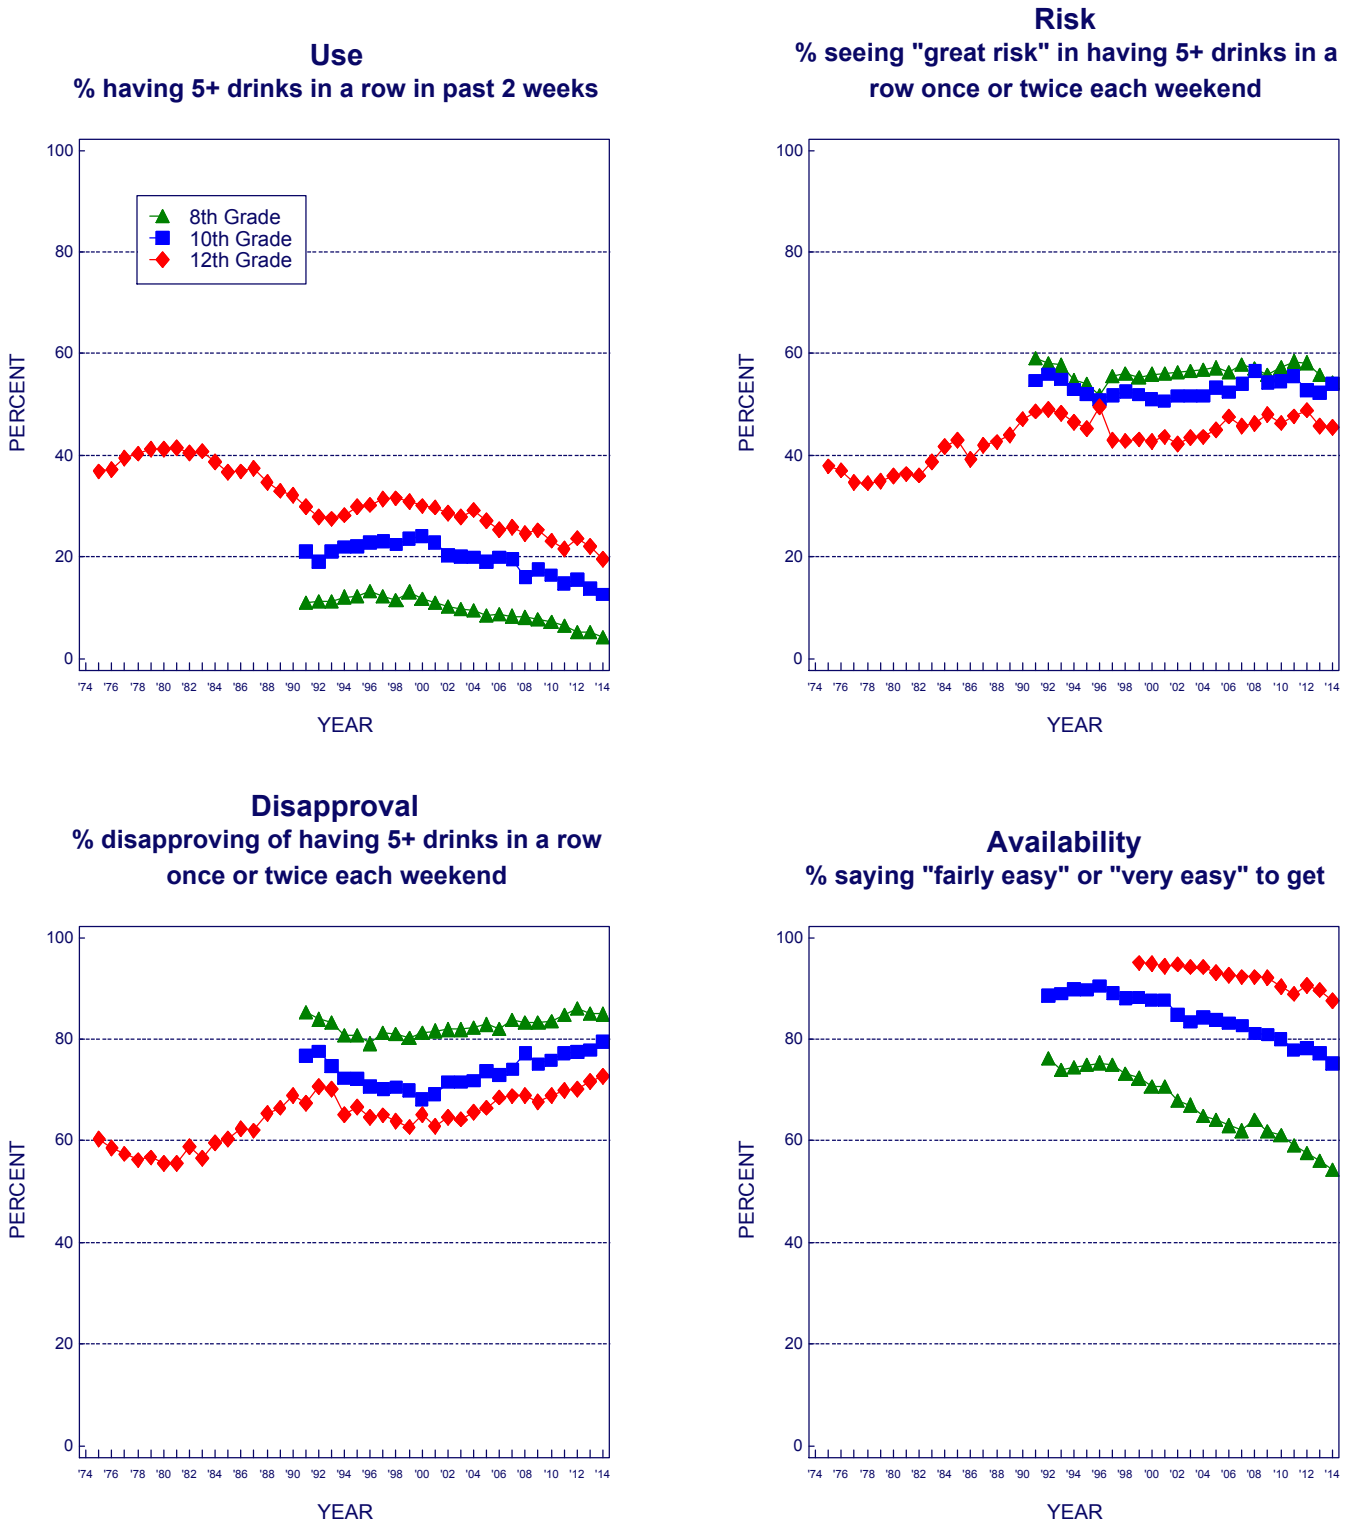 Use
% having 5+ drinks in a row in past 2 weeks
100
80
60
40
20
0
PERCENT
8th Grade
10th Grade
12th Grade
'74 '76 '78 '80 '82 '84 '86 '88 '90 '92 '94 '96 '98 '00 '02 '04 '06 '08 '10 '12 '14
YEAR
Risk
% seeing "great risk" in having 5+ drinks in a
row once or twice each weekend
100
80
60
40
20
0
PERCENT
'74 '76 '78 '80 '82 '84 '86 '88 '90 '92 '94 '96 '98 '00 '02 '04 '06 '08 '10 '12 '14
YEAR
Disapproval
% disapproving of having 5+ drinks in a row
once or twice each weekend
100
80
60
40
20
0
PERCENT
'74 '76 '78 '80 '82 '84 '86 '88 '90 '92 '94 '96 '98 '00 '02 '04 '06 '08 '10 '12 '14
YEAR
Availability
% saying "fairly easy" or "very easy" to get
100
80
60
40
20
0
PERCENT
'74 '76 '78 '80 '82 '84 '86 '88 '90 '92 '94 '96 '98 '00 '02 '04 '06 '08 '10 '12 '14
YEAR